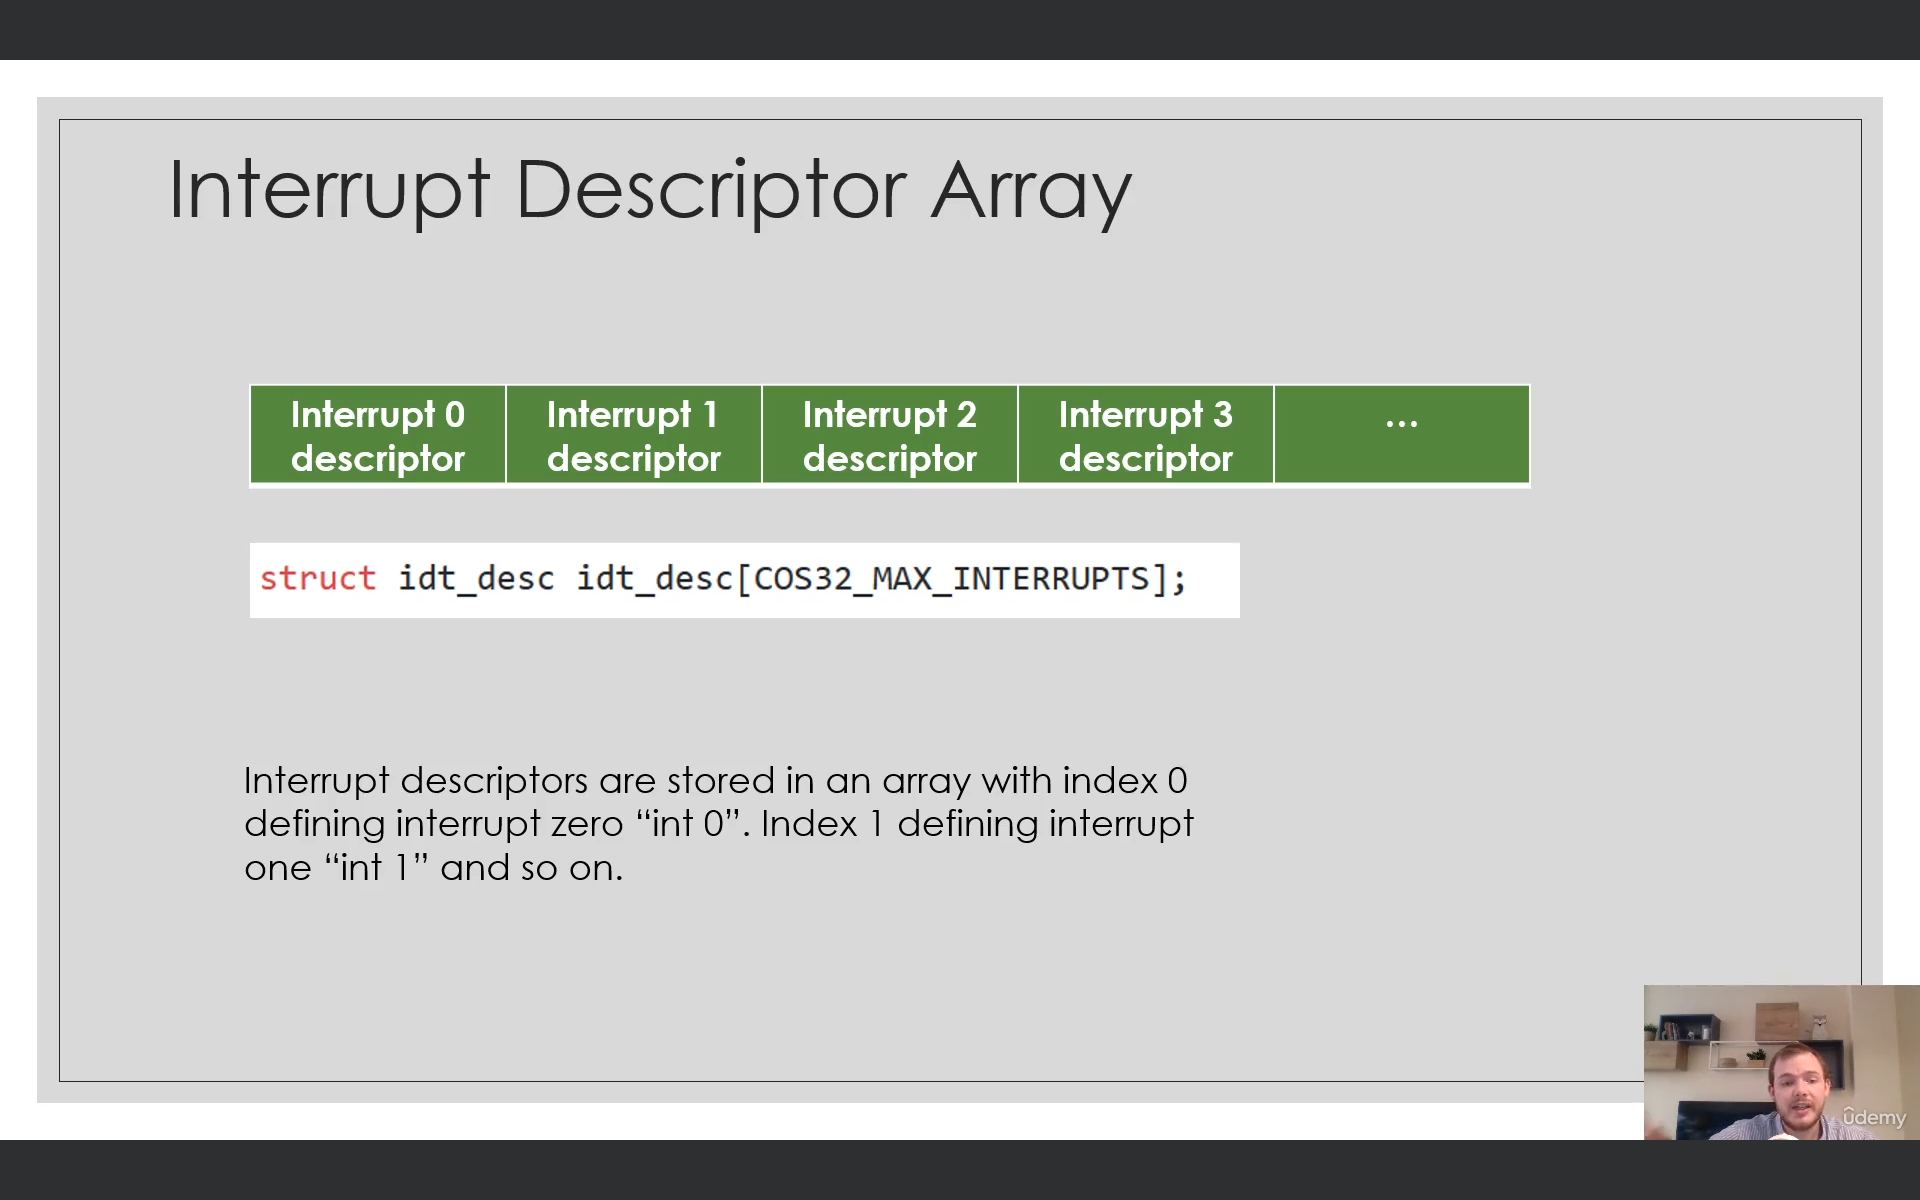 Interrupt Descriptor Array
Interrupt 0 descriptor
Interrupt 1 descriptor
Interrupt 2 descriptor
Interrupt 3 descriptor
...
struct idt_desc idt_desc[COS32_MAX_INTERRUPTS];
Interrupt descriptors are stored in an array with index 0
defining interrupt zero “int 0”. Index 1 defining interrupt
one “int 1” and so on.
ûdemy